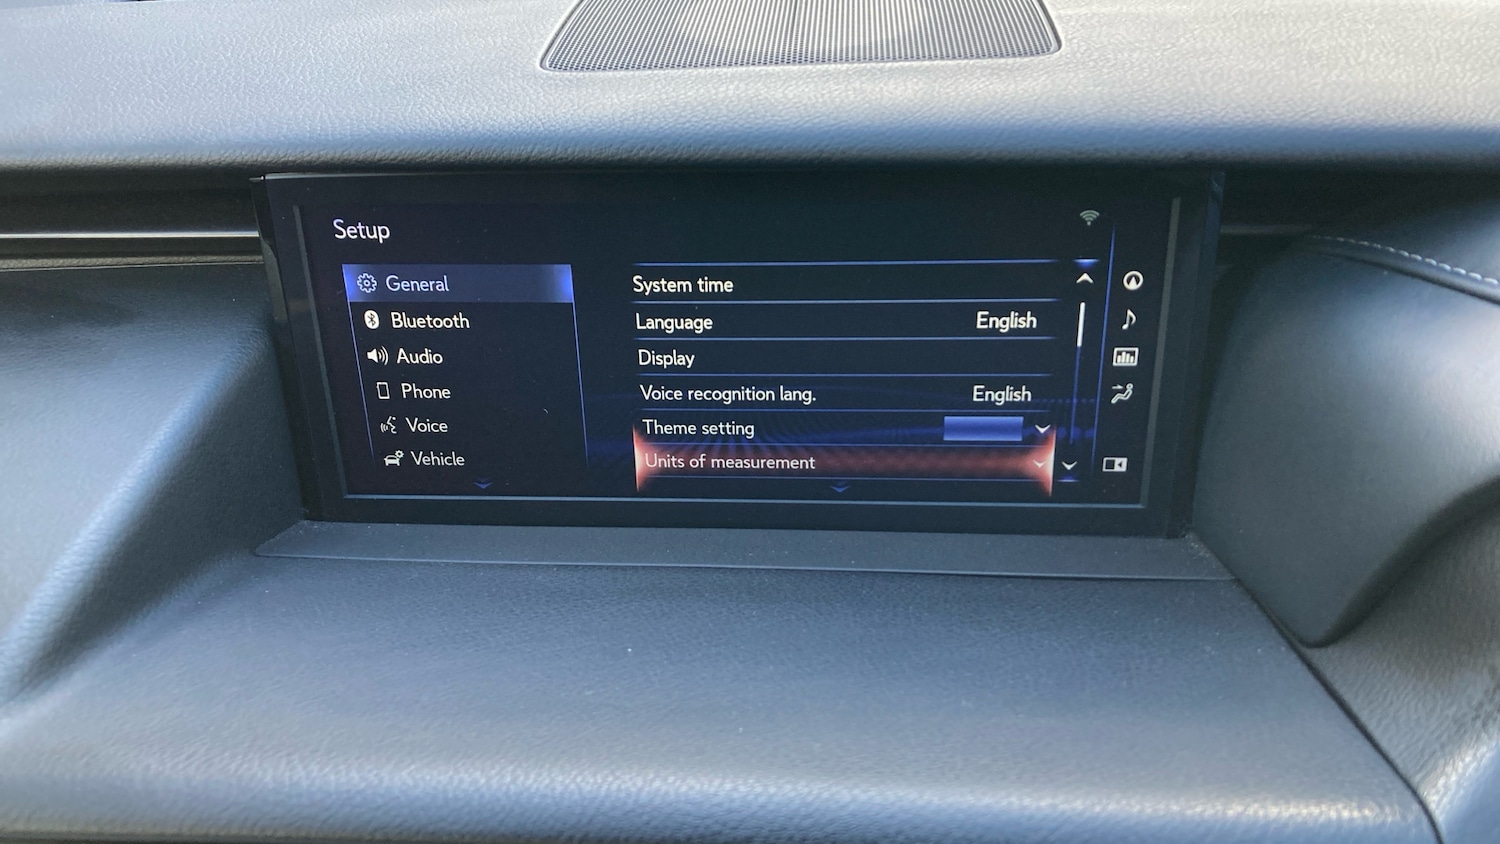 Setup
General
Bluetooth
Audio
Phone
Voice
Vehicle
System time
Language English
Display
Voice recognition lang. English
Theme setting
Units of measurement